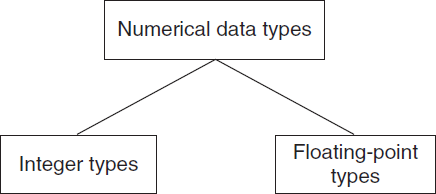 Numerical data types
Integer types
Floating-point
types